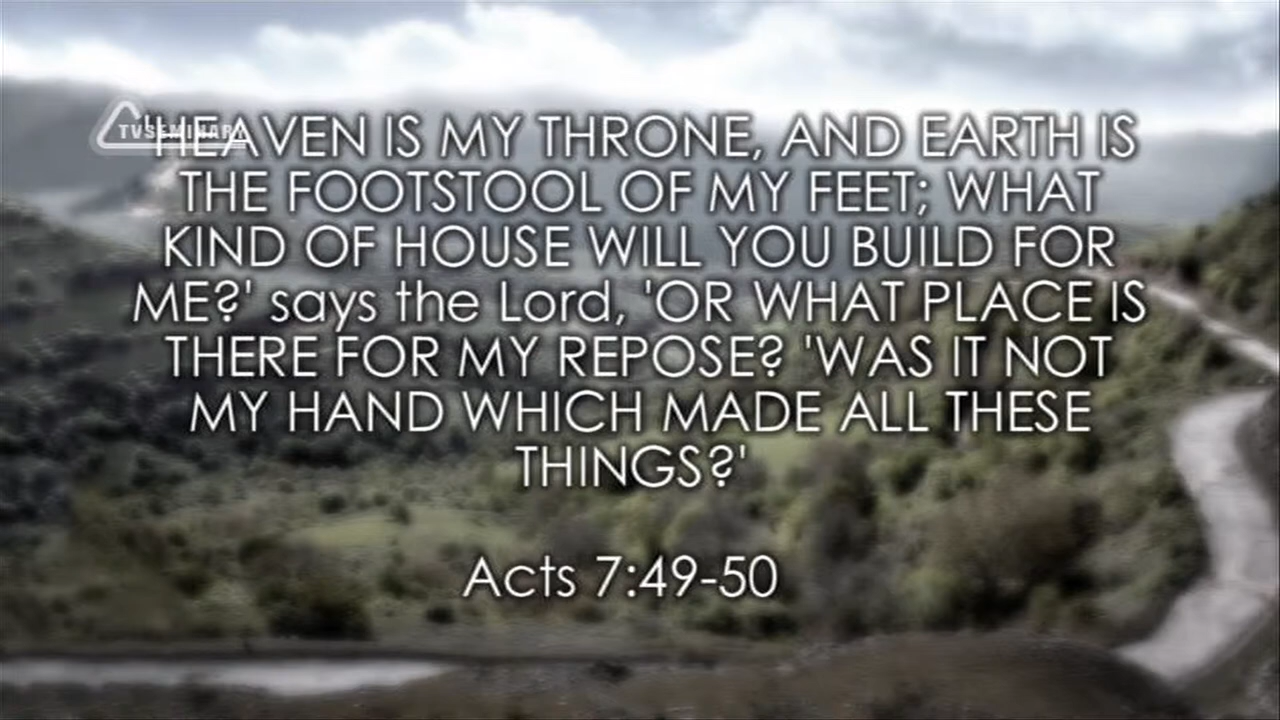 TVSEMINARY
'HEAVEN IS MY THRONE, AND EARTH IS
THE FOOTSTOOL OF MY FEET; WHAT
KIND OF HOUSE WILL YOU BUILD FOR
ME?' says the Lord, 'OR WHAT PLACE IS
THERE FOR MY REPOSE? 'WAS IT NOT
MY HAND WHICH MADE ALL THESE
THINGS?'
Acts 7:49-50